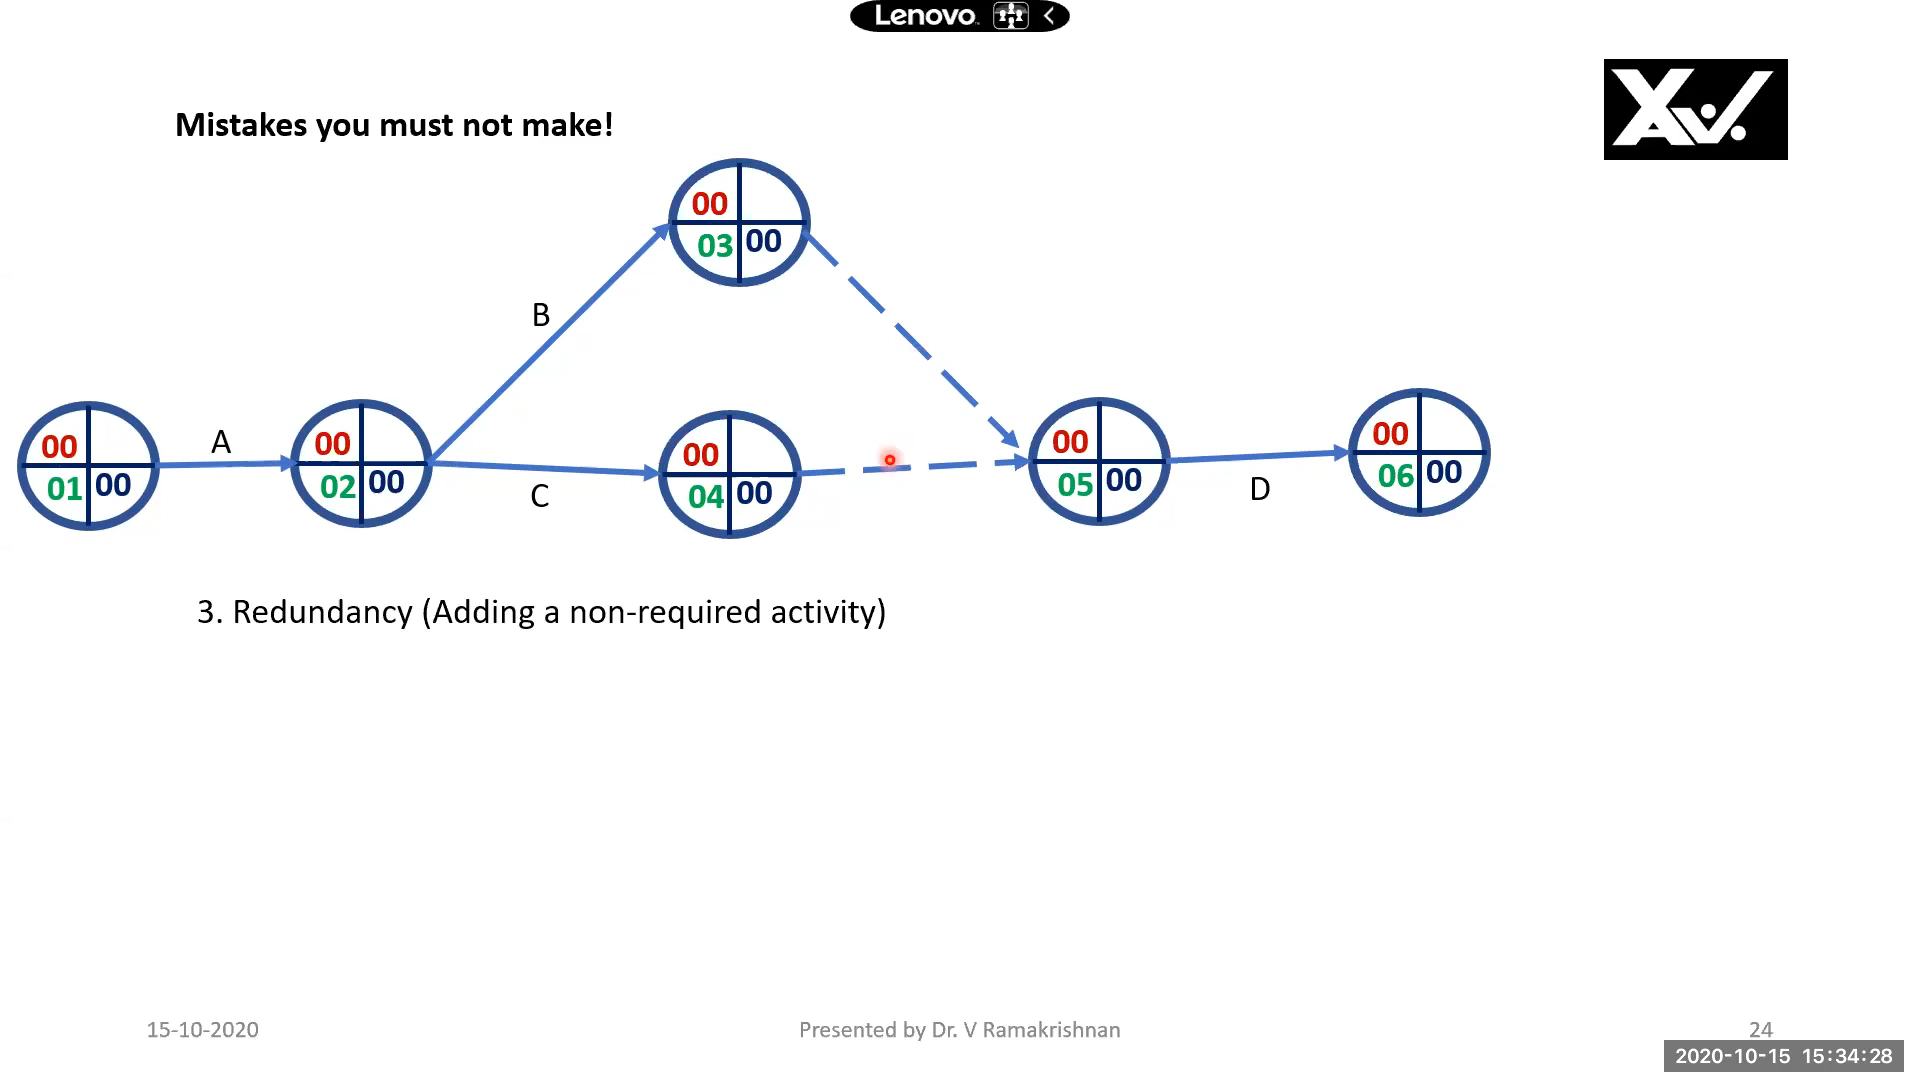 Lenovo
Mistakes you must not make!
XAV.
00
03 00
B
00
01 00
A
00
02 00
C
00
04 00
00
05 00
D
00
06 00
3. Redundancy (Adding a non-required activity)
15-10-2020
Presented by Dr. V Ramakrishnan
24
2020-10-15 15:34:28